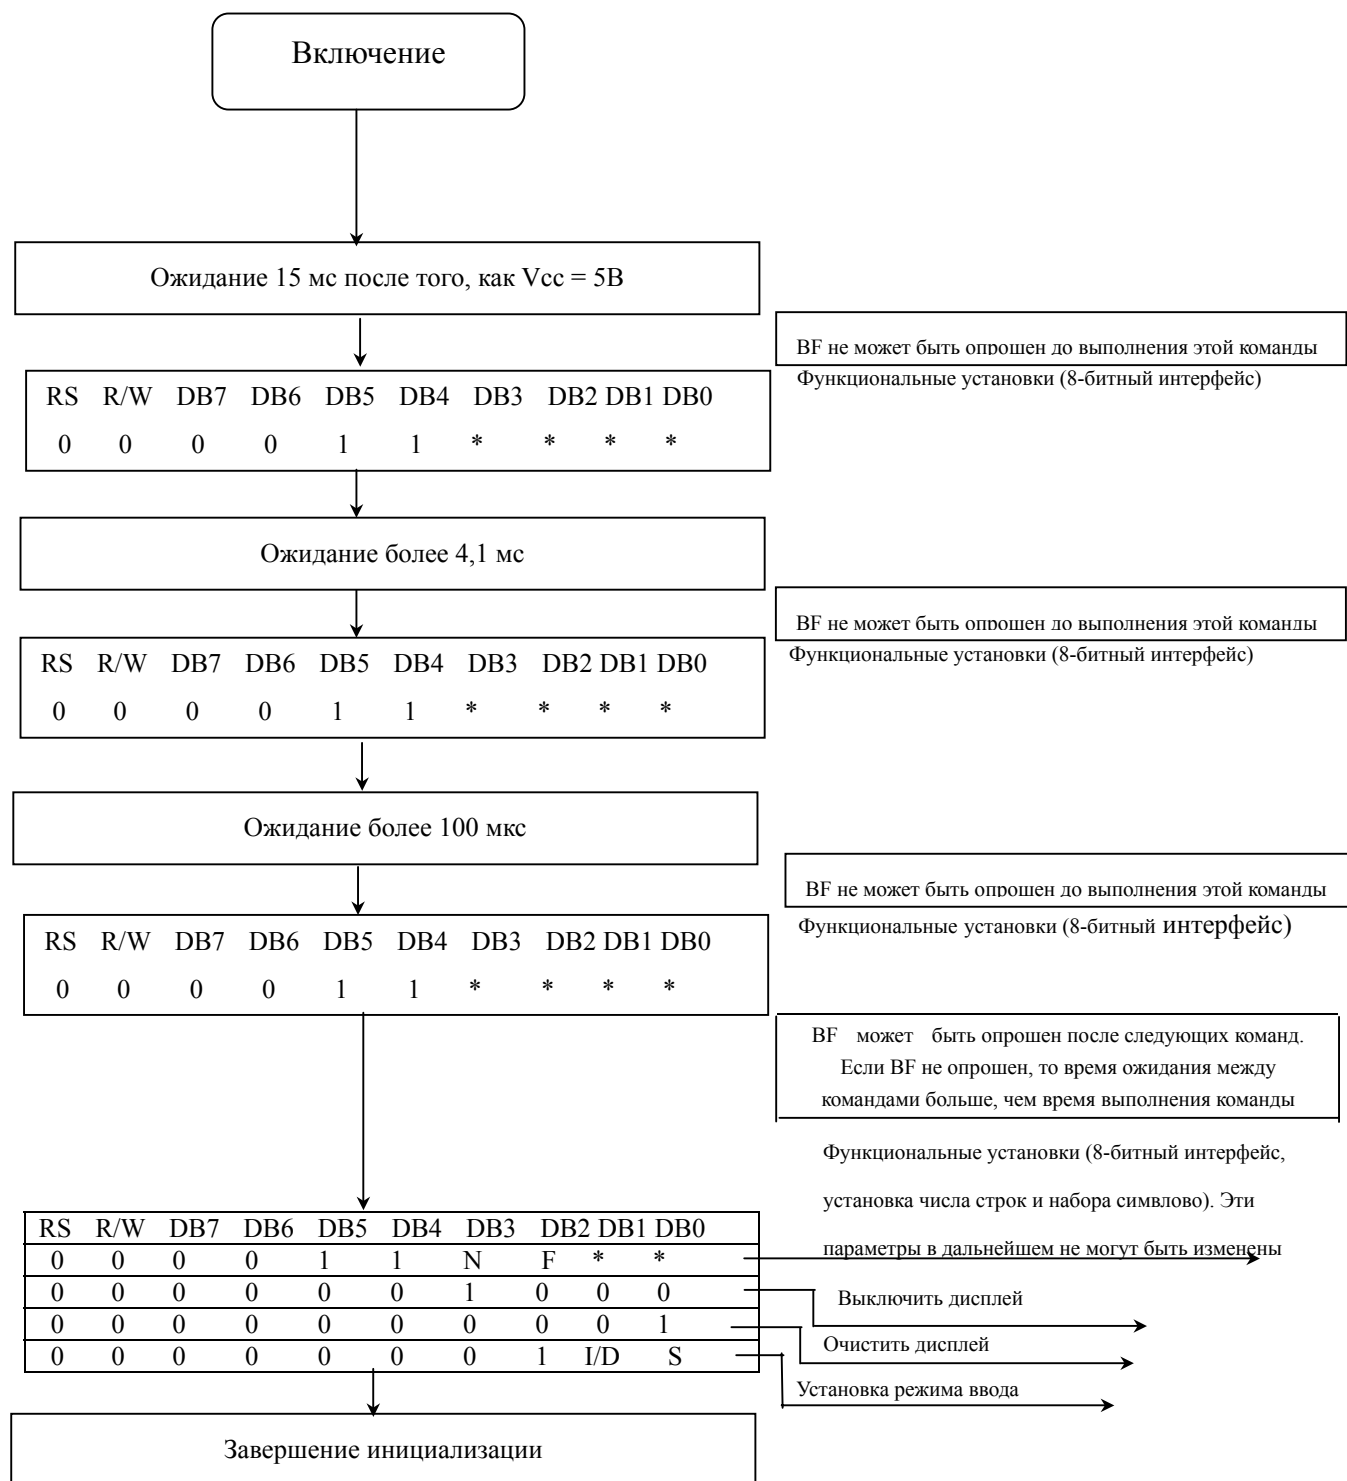 Включение
Ожидание 15 мс после того, как Vcc = 5В
BF не может быть опрошен до выполнения этой команды
Функциональные установки (8-битный интерфейс)
RS R/W DB7 DB6 DB5 DB4 DB3 DB2 DB1 DB0
0 0 0 0 1 1 * * * *
Ожидание более 4,1 мс
BF не может быть опрошен до выполнения этой команды
Функциональные установки (8-битный интерфейс)
RS R/W DB7 DB6 DB5 DB4 DB3 DB2 DB1 DB0
0 0 0 0 1 1 * * * *
Ожидание более 100 мкс
BF не может быть опрошен до выполнения этой команды
Функциональные установки (8-битный интерфейс)
RS R/W DB7 DB6 DB5 DB4 DB3 DB2 DB1 DB0
0 0 0 0 1 1 * * * *
BF может быть опрошен после следующих команд.
Если BF не опрошен, то время ожидания между
командами больше, чем время выполнения команды
Функциональные установки (8-битный интерфейс,
установка числа строк и набора симвлово). Эти
параметры в дальнейшем не могут быть изменены
RS R/W DB7 DB6 DB5 DB4 DB3 DB2 DB1 DB0
0 0 0 0 1 1 N F * *
0 0 0 0 0 0 1 0 0 0
Выключить дисплей
0 0 0 0 0 0 0 0 0 1
Очистить дисплей
0 0 0 0 0 0 0 1 I/D S
Установка режима ввода
Завершение инициализации